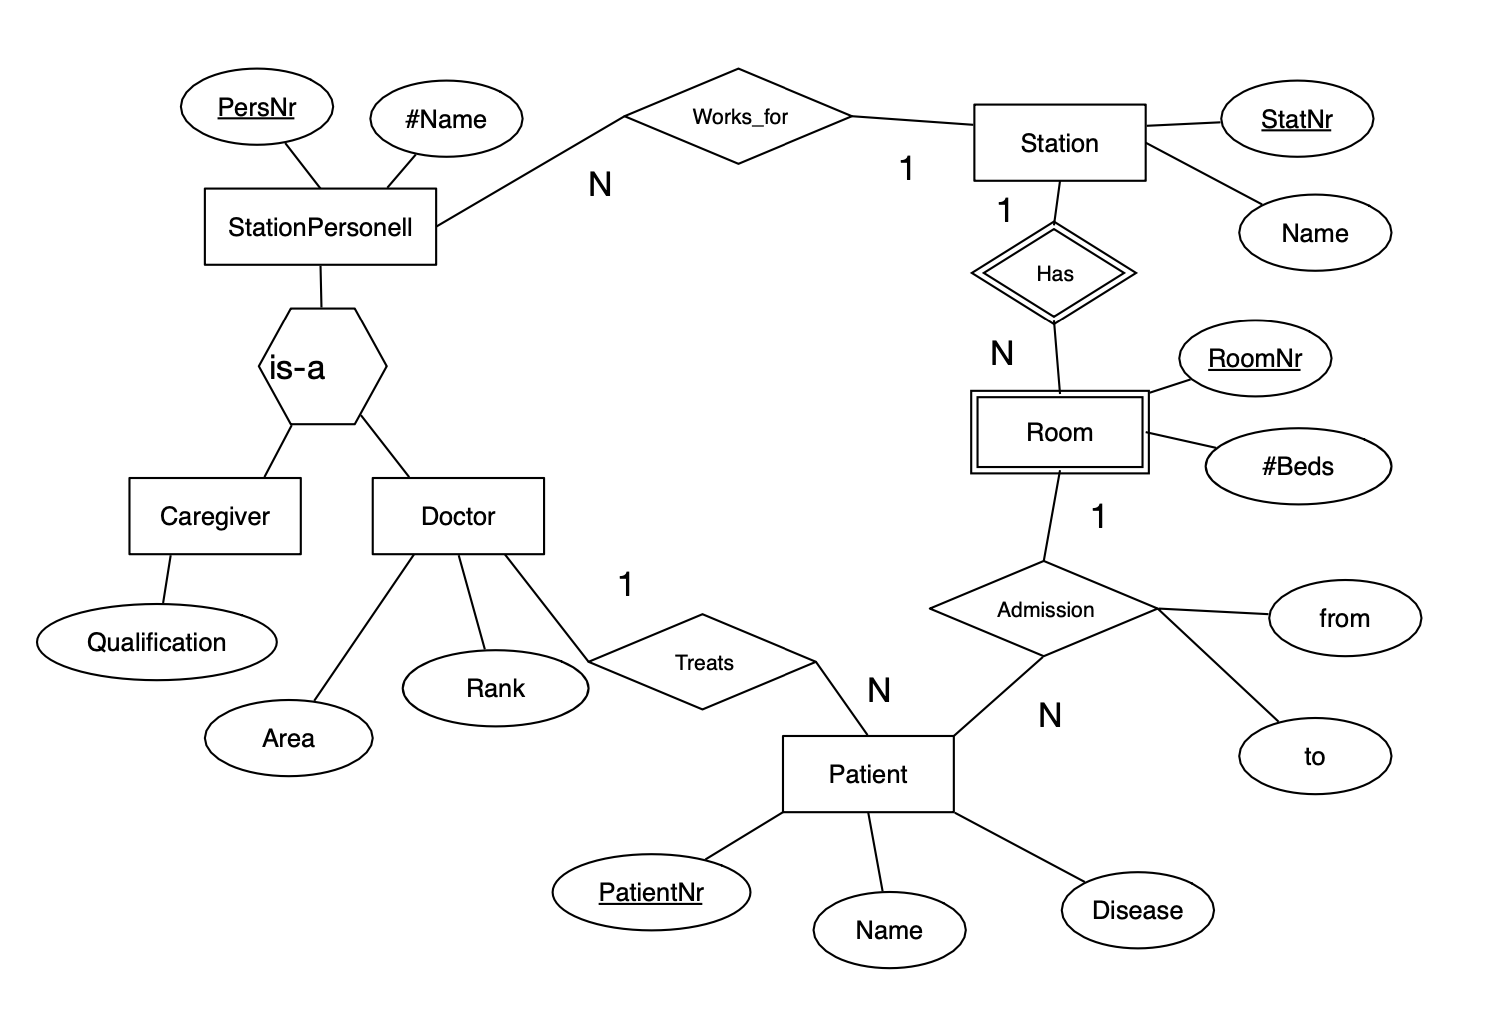 PersNr
#Name
Works_for
StatNr
Station
1
N
StationPersonell
1
Name
Has
N
RoomNr
is-a
Room
#Beds
Caregiver
Doctor
1
1
Admission
from
Qualification
Treats
Rank
N
N
Area
to
Patient
PatientNr
Name
Disease